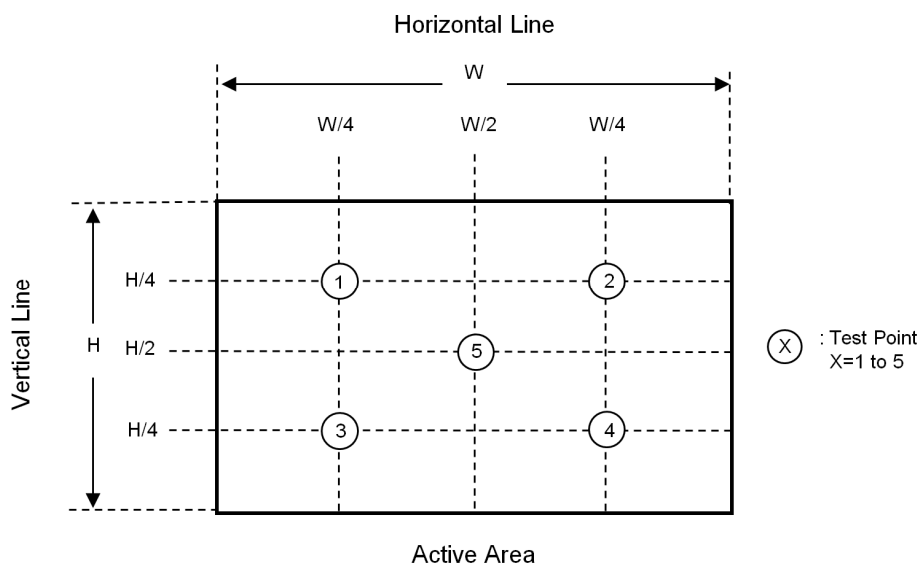 Horizontal Line
W
W/4 W/2 W/4
Vertical Line
H
H/4
1 2
H/2
5
X
: Test Point
X=1 to 5
H/4
3 4
Active Area